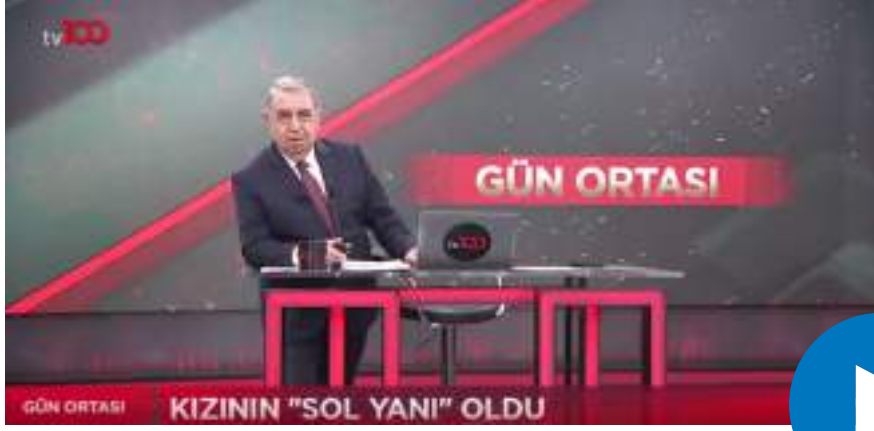 tv100
GÜN ORTASI
tv100
GÜN ORTASI
KIZININ "SOL YANI" OLDU